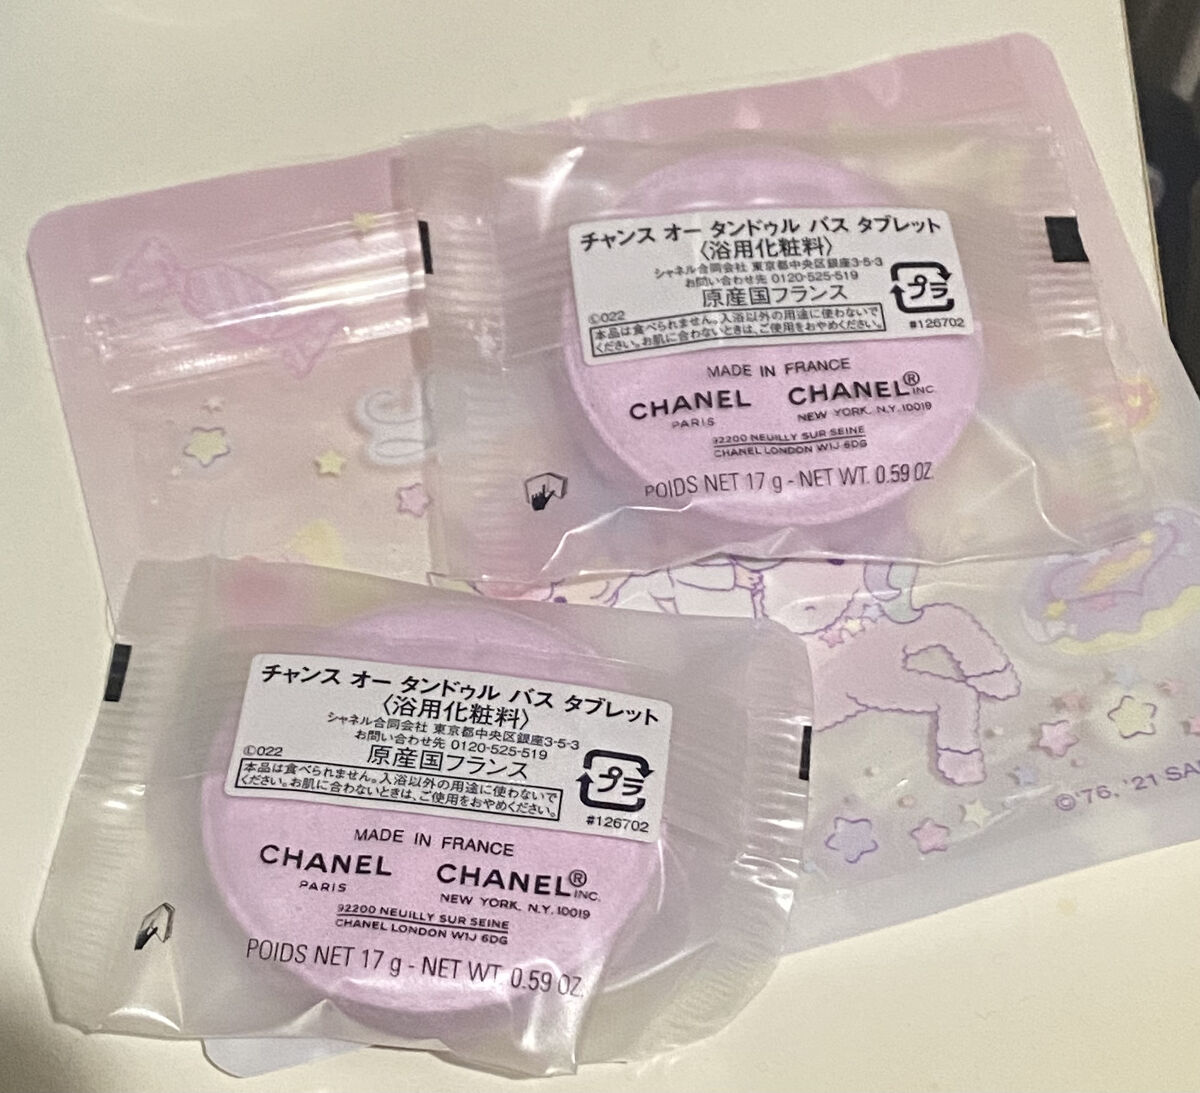 チャンス オー タンドゥル バス タブレット
〈浴用化粧料〉
シャネル合同会社 東京都中央区銀座3-5-3
お問い合わせ先 0120-525-519
原産国フランス
©022
本品は食べられません。入浴以外の用途に使わないで
ください。お肌に合わないときは、ご使用をおやめください。
プラ
#126702
MADE IN FRANCE
CHANEL CHANEL® INC.
PARIS NEW YORK, N.Y. 10019
92200 NEUILLY SUR SEINE
CHANEL LONDON W1J 6DG
POIDS NET 17 g - NET WT. 0.59 OZ.
チャンス オー タンドゥル バス タブレット
〈浴用化粧料〉
シャネル合同会社 東京都中央区銀座3-5-3
お問い合わせ先 0120-525-519
原産国フランス
©022
本品は食べられません。入浴以外の用途に使わないで
ください。お肌に合わないときは、ご使用をおやめください。
プラ
#126702
MADE IN FRANCE
CHANEL CHANEL® INC.
PARIS NEW YORK, N.Y. 10019
92200 NEUILLY SUR SEINE
CHANEL LONDON W1J 6DG
POIDS NET 17 g - NET WT. 0.59 OZ.
©'76, '21